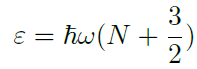 ε = ℏω(N + 3/2)